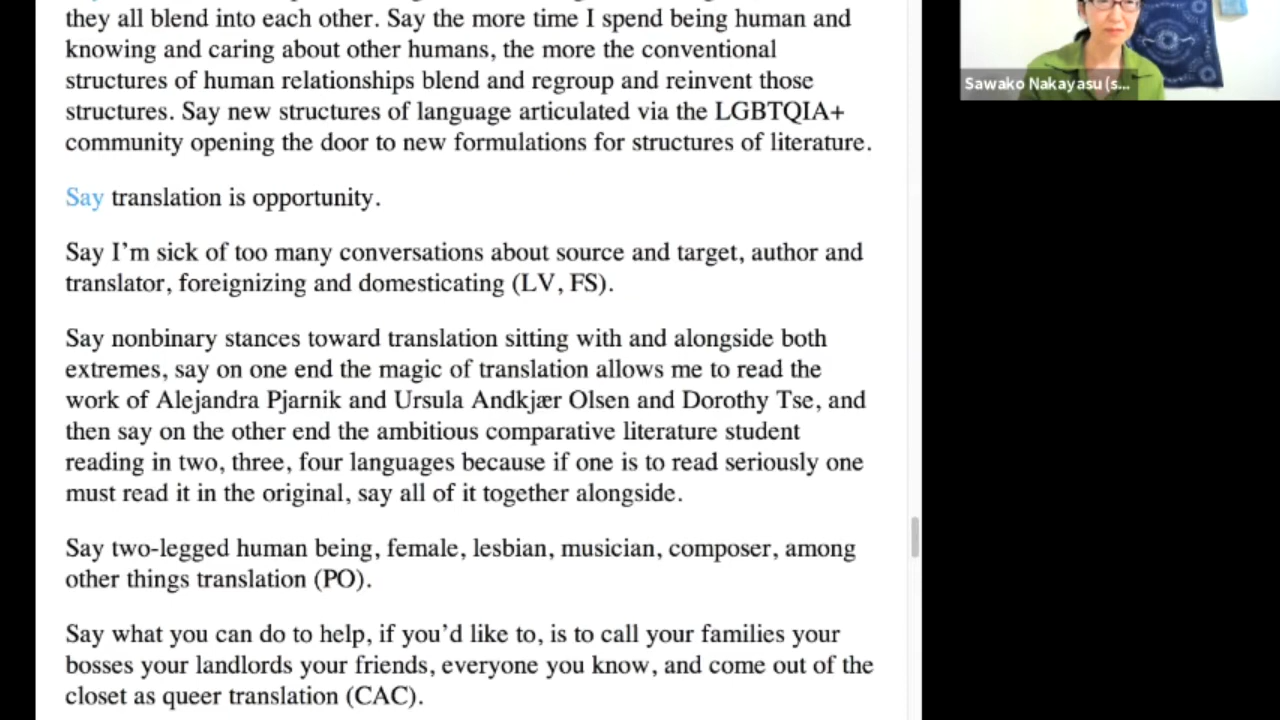 they all blend into each other. Say the more time I spend being human and
knowing and caring about other humans, the more the conventional
structures of human relationships blend and regroup and reinvent those
structures. Say new structures of language articulated via the LGBTQIA+
community opening the door to new formulations for structures of literature.
Say translation is opportunity.
Say I’m sick of too many conversations about source and target, author and
translator, foreignizing and domesticating (LV, FS).
Say nonbinary stances toward translation sitting with and alongside both
extremes, say on one end the magic of translation allows me to read the
work of Alejandra Pjarnik and Ursula Andkjær Olsen and Dorothy Tse, and
then say on the other end the ambitious comparative literature student
reading in two, three, four languages because if one is to read seriously one
must read it in the original, say all of it together alongside.
Say two-legged human being, female, lesbian, musician, composer, among
other things translation (PO).
Say what you can do to help, if you’d like to, is to call your families your
bosses your landlords your friends, everyone you know, and come out of the
closet as queer translation (CAC).
Sawako Nakayasu (s...